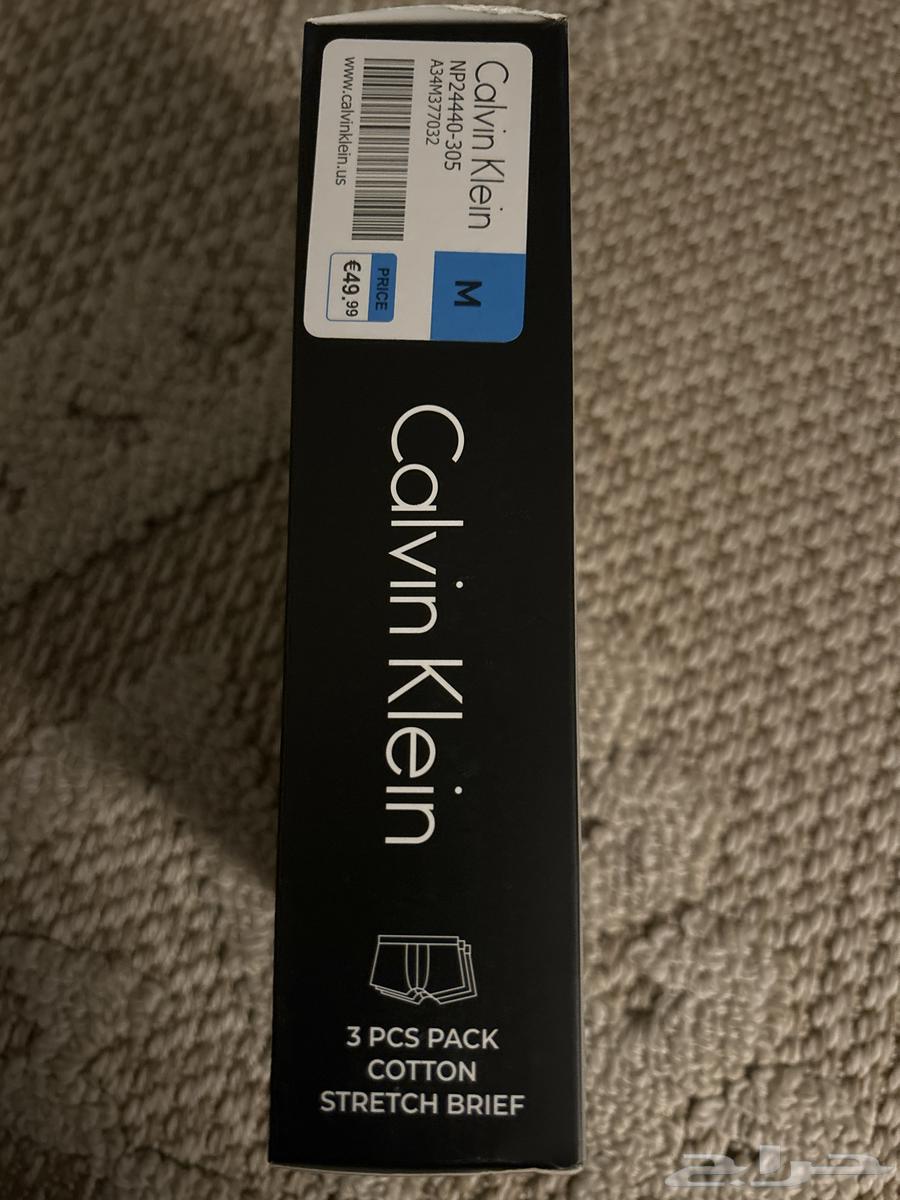 Calvin Klein
NP24440-305
A34M377032
www.calvinklein.us
M
PRICE
€49.99
Calvin Klein
3 PCS PACK
COTTON
STRETCH BRIEF
حراج